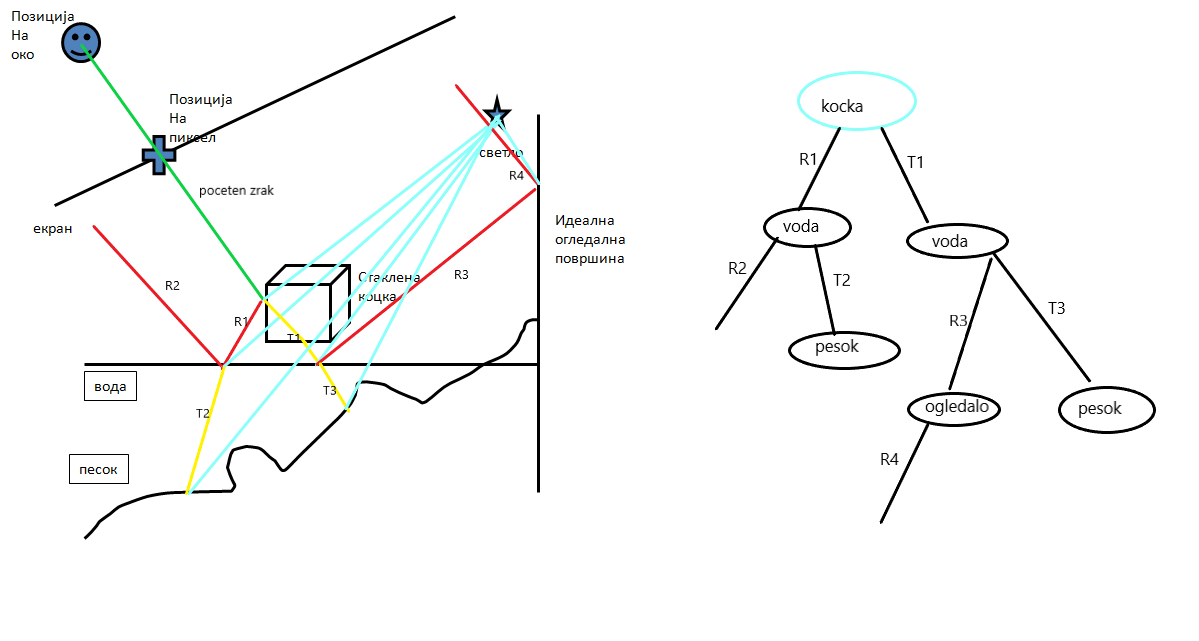 Позиција
На
око
Позиција
На
пиксел
poceten zrak
екран
светло
R4
Идеална
огледална
површина
R3
Стаклена
коцка
R2
R1
T1
T3
T2
вода
песок
kocka
R1
T1
voda
voda
R2
T2
R3
T3
pesok
ogledalo
pesok
R4